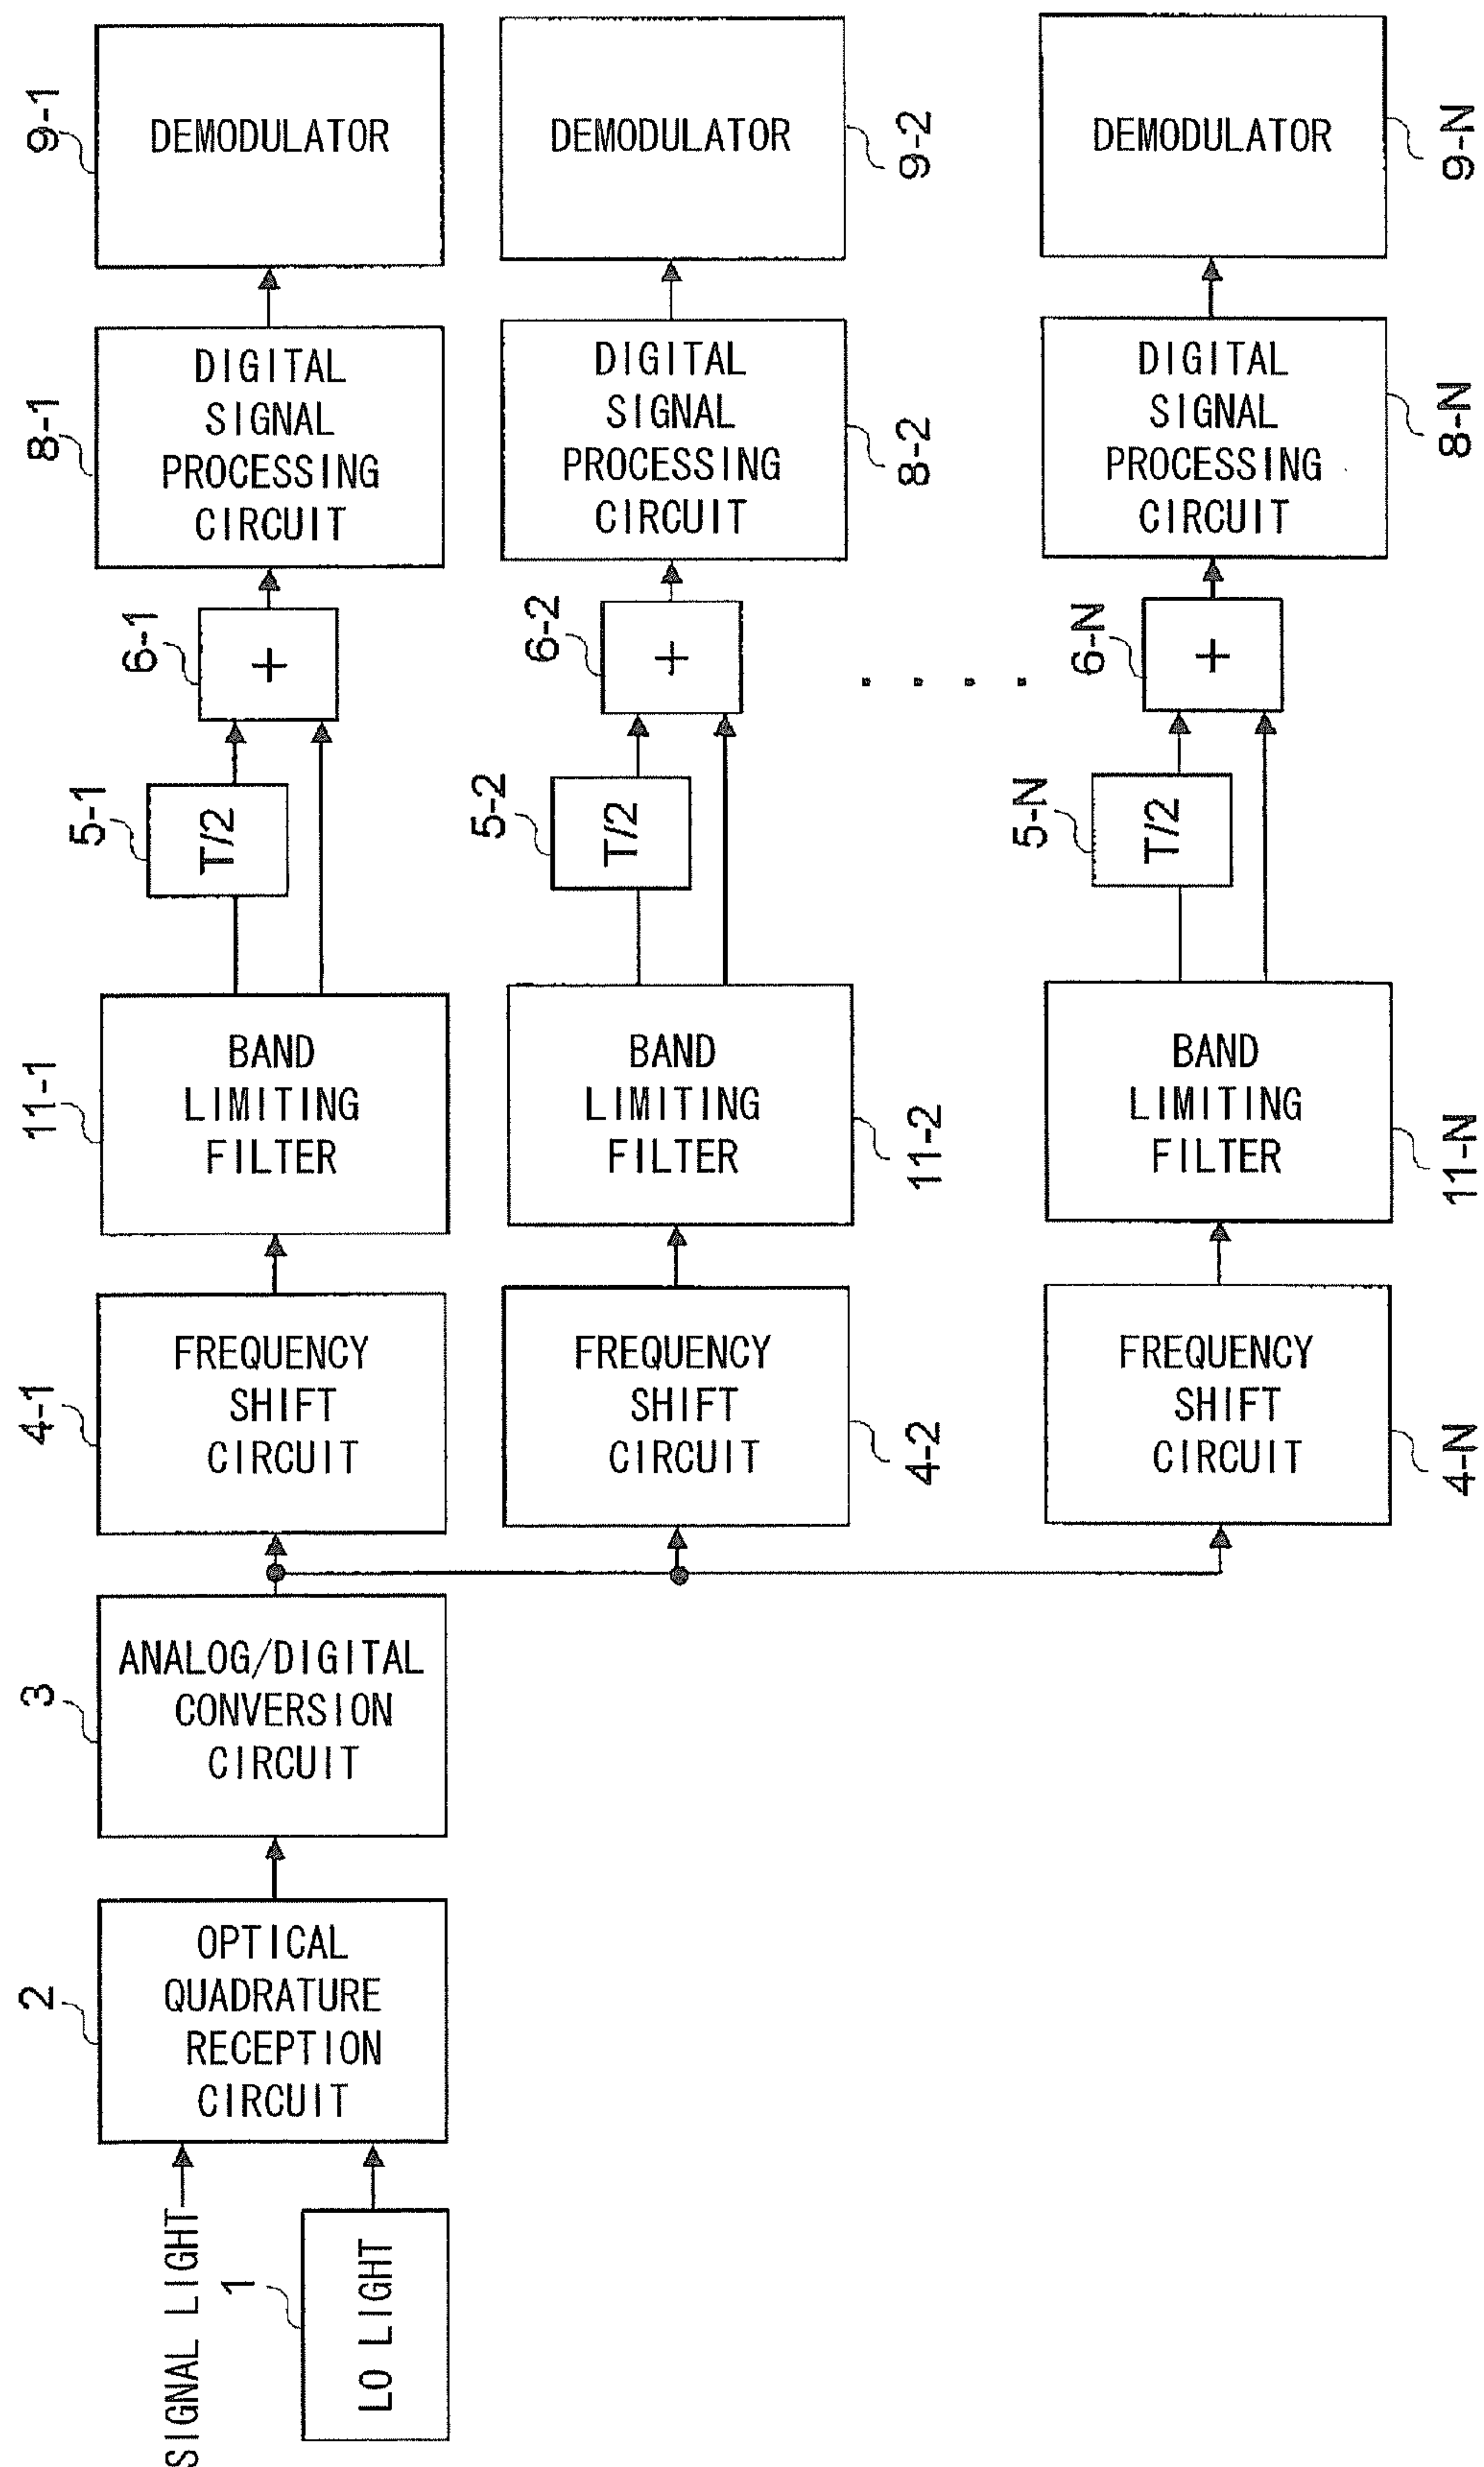 9-1
DEMODULATOR
DEMODULATOR
9-2
DEMODULATOR
9-N
8-1
DIGITAL
SIGNAL
PROCESSING
CIRCUIT
DIGITAL
SIGNAL
PROCESSING
CIRCUIT
8-2
DIGITAL
SIGNAL
PROCESSING
CIRCUIT
8-N
6-1
+
6-2
+
6-N
+
5-1
T/2
5-2
T/2
5-N
T/2
11-1
BAND
LIMITING
FILTER
BAND
LIMITING
FILTER
11-2
BAND
LIMITING
FILTER
11-N
4-1
FREQUENCY
SHIFT
CIRCUIT
FREQUENCY
SHIFT
CIRCUIT
4-2
FREQUENCY
SHIFT
CIRCUIT
4-N
3
ANALOG/DIGITAL
CONVERSION
CIRCUIT
2
OPTICAL
QUADRATURE
RECEPTION
CIRCUIT
SIGNAL LIGHT
1
LO LIGHT